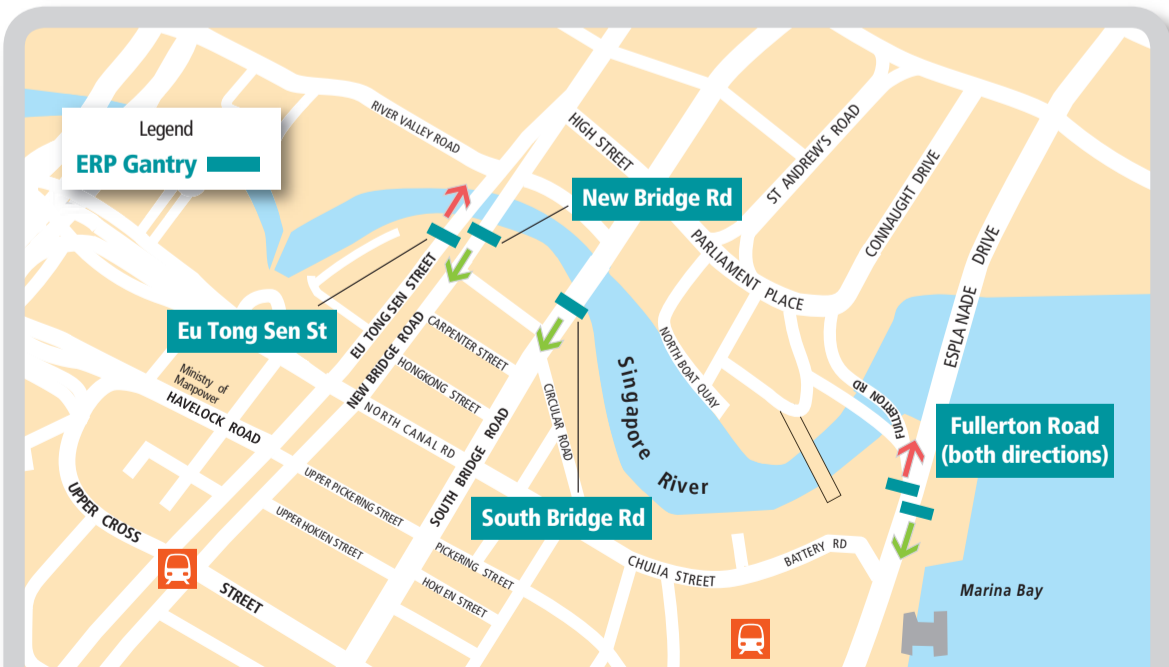 Legend
ERP Gantry
RIVER VALLEY ROAD
HIGH STREET
ST ANDREW'S ROAD
CONNAUGHT DRIVE
New Bridge Rd
PARLIAMENT PLACE
ESPLA NADE DRIVE
Eu Tong Sen St
EU TONG SEN STREET
NEW BRIDGE ROAD
CARPENTER STREET
HONGKONG STREET
NORTH CANAL RD
Ministry of
Manpower
HAVELOCK ROAD
CIRCULAR ROAD
SOUTH BRIDGE ROAD
NORTH BOAT QUAY
Singapore
River
FULLERTON RD
Fullerton Road
(both directions)
South Bridge Rd
UPPER CROSS
STREET
UPPER PICKERING STREET
UPPER HOKIEN STREET
PICKERING STREET
HOKI EN STREET
CHULIA STREET
BATTERY RD
Marina Bay